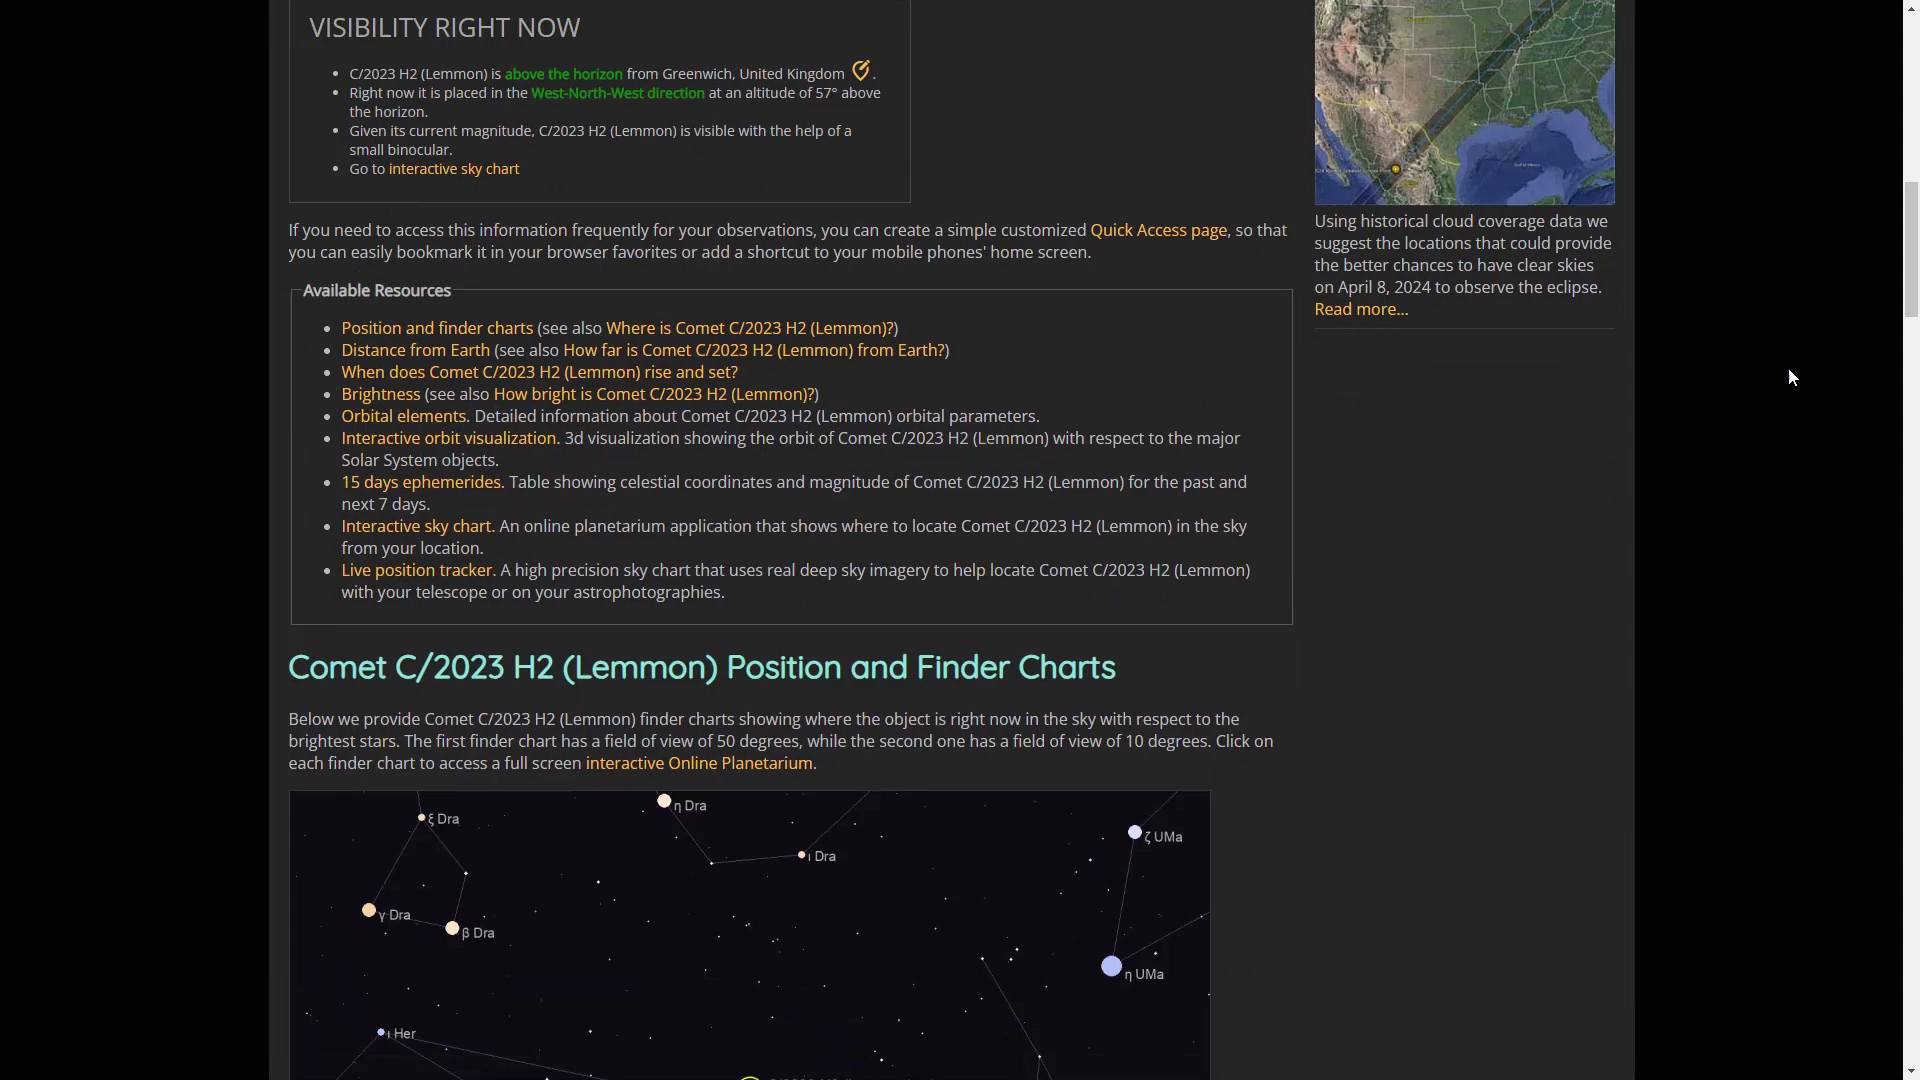 VISIBILITY RIGHT NOW
C/2023 H2 (Lemmon) is above the horizon from Greenwich, United Kingdom .
Right now it is placed in the West-North-West direction at an altitude of 57° above
the horizon.
Given its current magnitude, C/2023 H2 (Lemmon) is visible with the help of a
small binocular.
Go to interactive sky chart
If you need to access this information frequently for your observations, you can create a simple customized Quick Access page, so that
you can easily bookmark it in your browser favorites or add a shortcut to your mobile phones' home screen.
Available Resources
Position and finder charts (see also Where is Comet C/2023 H2 (Lemmon)?)
Distance from Earth (see also How far is Comet C/2023 H2 (Lemmon) from Earth?)
When does Comet C/2023 H2 (Lemmon) rise and set?
Brightness (see also How bright is Comet C/2023 H2 (Lemmon)?)
Orbital elements. Detailed information about Comet C/2023 H2 (Lemmon) orbital parameters.
Interactive orbit visualization. 3d visualization showing the orbit of Comet C/2023 H2 (Lemmon) with respect to the major
Solar System objects.
15 days ephemerides. Table showing celestial coordinates and magnitude of Comet C/2023 H2 (Lemmon) for the past and
next 7 days.
Interactive sky chart. An online planetarium application that shows where to locate Comet C/2023 H2 (Lemmon) in the sky
from your location.
Live position tracker. A high precision sky chart that uses real deep sky imagery to help locate Comet C/2023 H2 (Lemmon)
with your telescope or on your astrophotographies.
Comet C/2023 H2 (Lemmon) Position and Finder Charts
Below we provide Comet C/2023 H2 (Lemmon) finder charts showing where the object is right now in the sky with respect to the
brightest stars. The first finder chart has a field of view of 50 degrees, while the second one has a field of view of 10 degrees. Click on
each finder chart to access a full screen interactive Online Planetarium.
η Dra
ξ Dra
ζ UMa
ι Dra
γ Dra
β Dra
η UMa
ι Her
Using historical cloud coverage data we
suggest the locations that could provide
the better chances to have clear skies
on April 8, 2024 to observe the eclipse.
Read more...